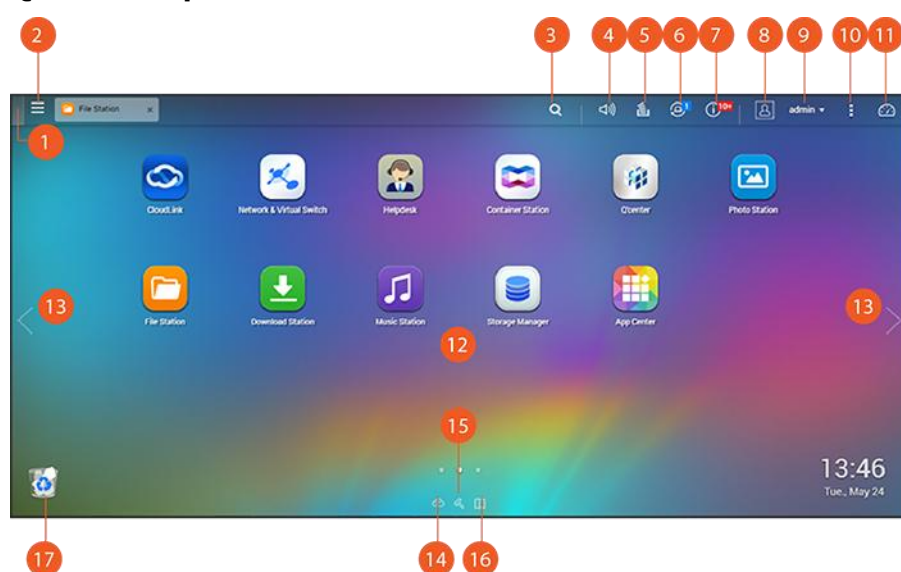 2 3 4 5 6 7 8 9 10 11
File Station x 1 10+ admin
1
CloudLink Network & Virtual Switch Helpdesk Container Station Q'center Photo Station
13 13
File Station Download Station Music Station Storage Manager App Center
12
15
13:46
Tue., May 24
17 14 16